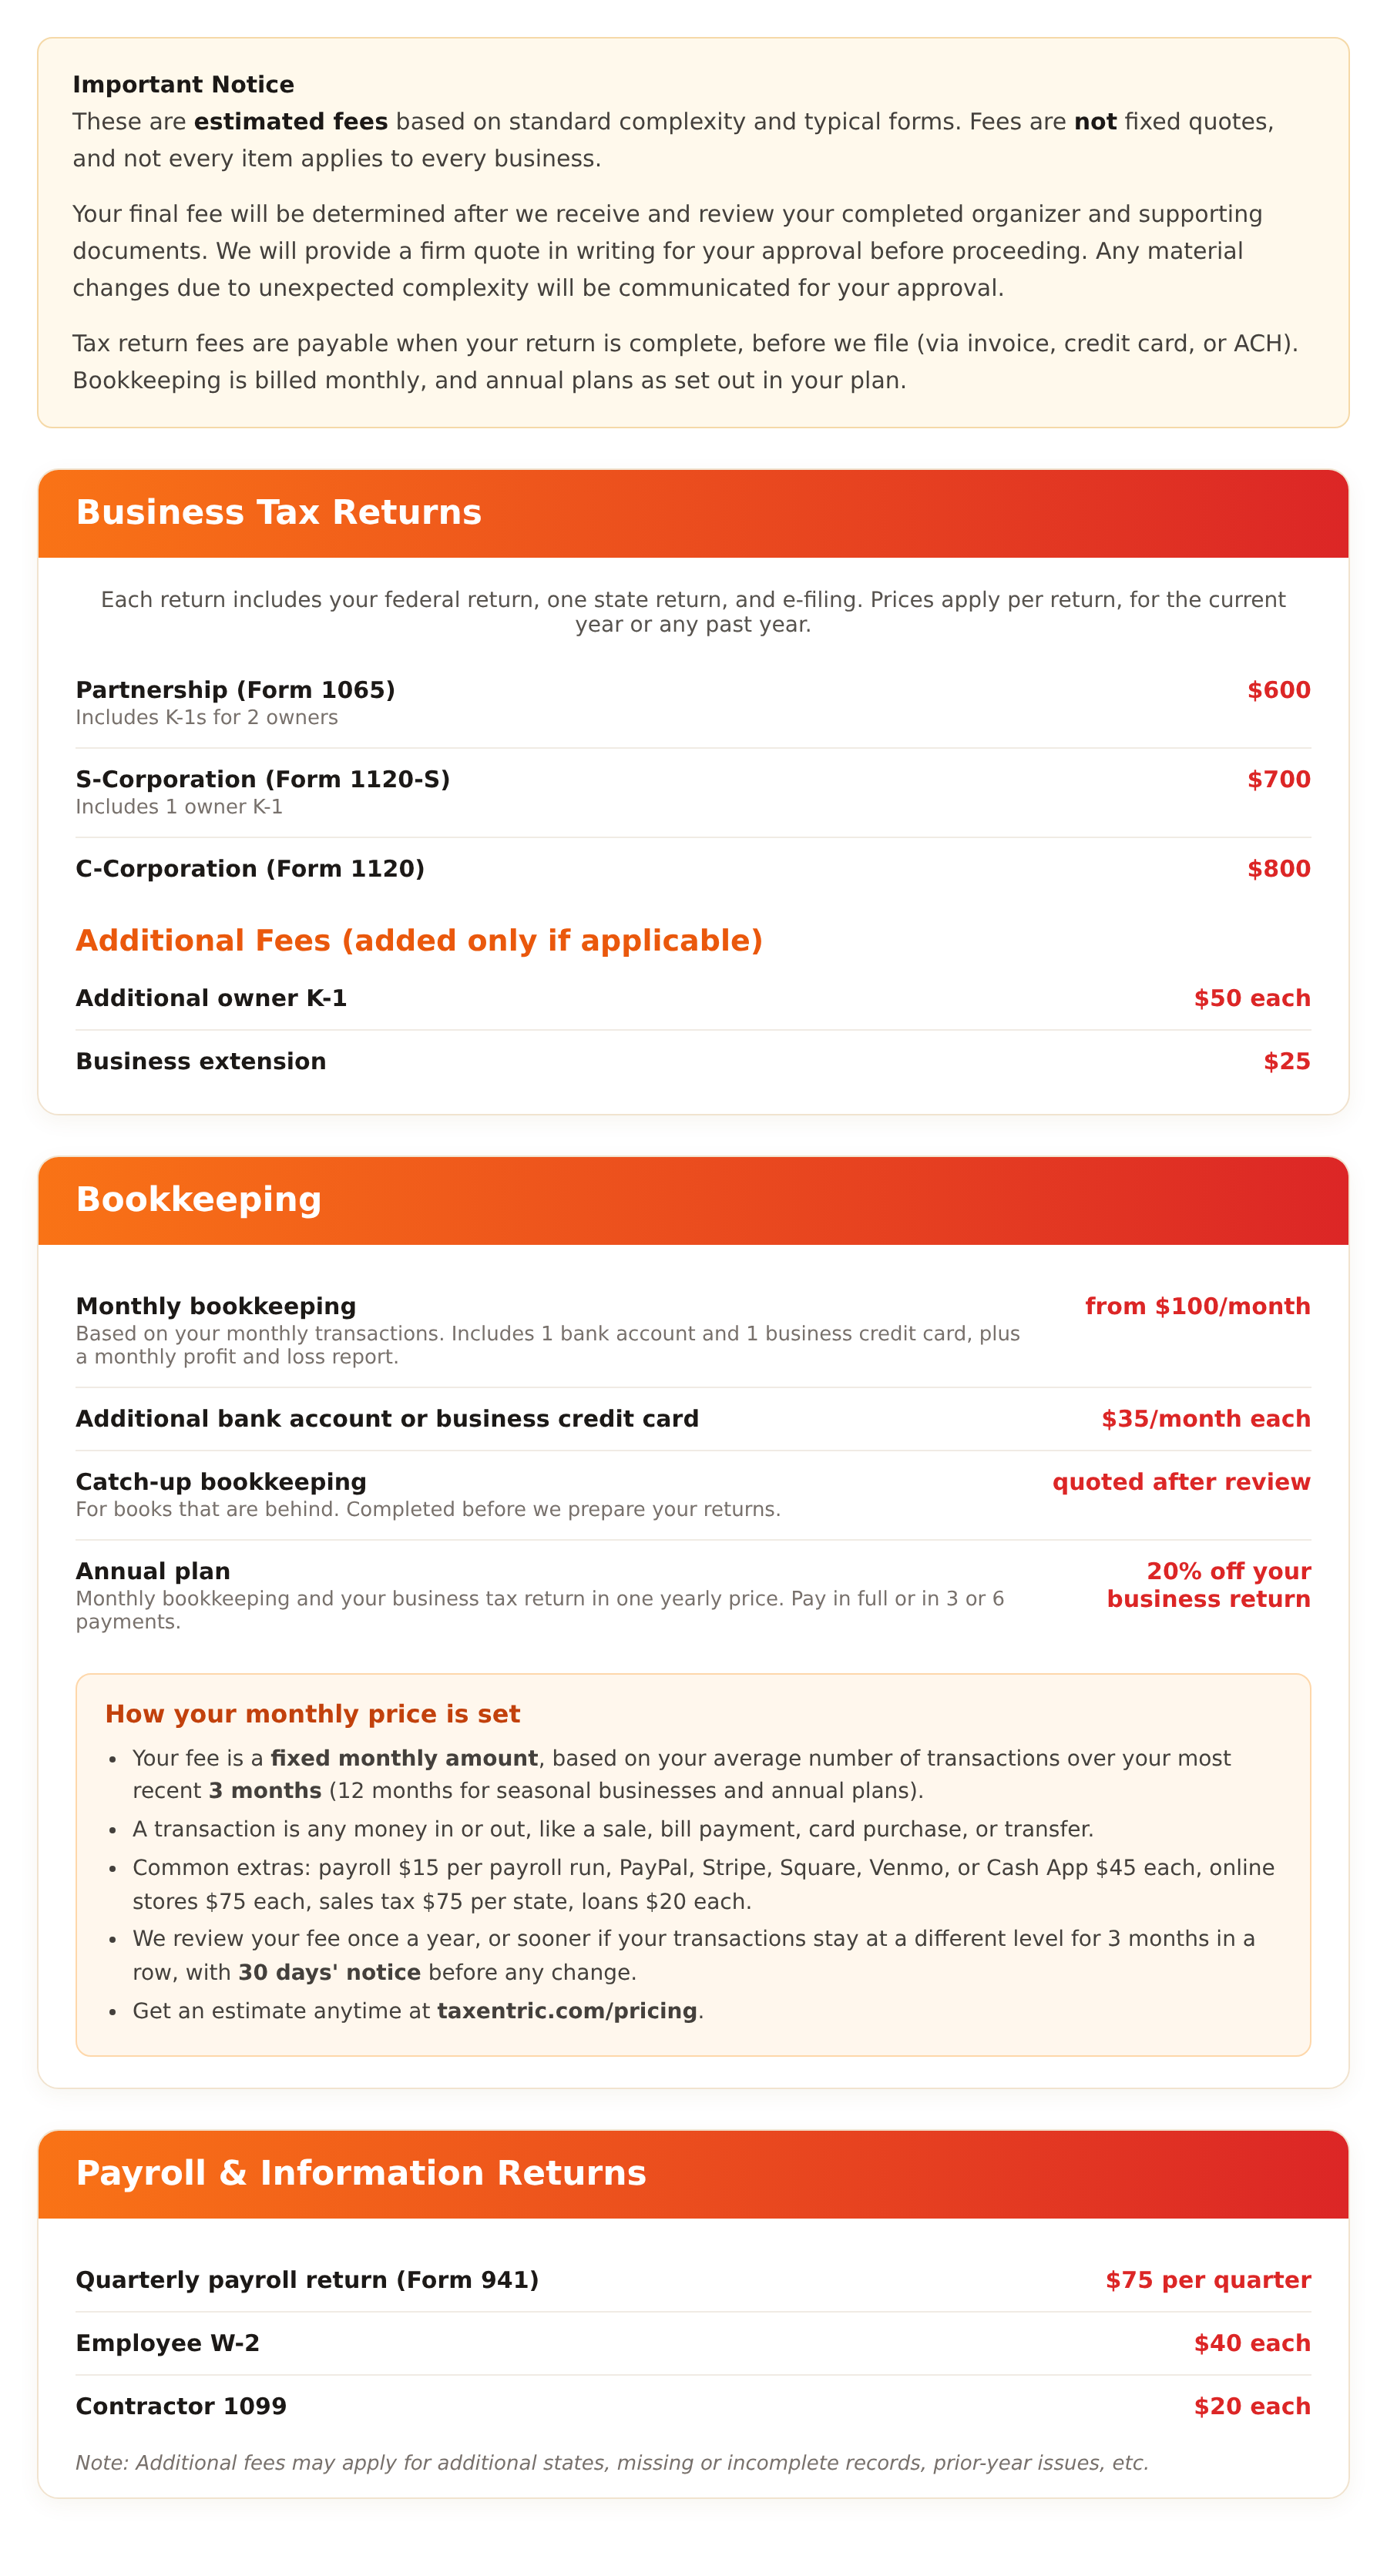 Important Notice
These are estimated fees based on standard complexity and typical forms. Fees are not fixed quotes,
and not every item applies to every business.
Your final fee will be determined after we receive and review your completed organizer and supporting
documents. We will provide a firm quote in writing for your approval before proceeding. Any material
changes due to unexpected complexity will be communicated for your approval.
Tax return fees are payable when your return is complete, before we file (via invoice, credit card, or ACH).
Bookkeeping is billed monthly, and annual plans as set out in your plan.
Business Tax Returns
Each return includes your federal return, one state return, and e-filing. Prices apply per return, for the current
year or any past year.
Partnership (Form 1065) $600
Includes K-1s for 2 owners
S-Corporation (Form 1120-S) $700
Includes 1 owner K-1
C-Corporation (Form 1120) $800
Additional Fees (added only if applicable)
Additional owner K-1 $50 each
Business extension $25
Bookkeeping
Monthly bookkeeping from $100/month
Based on your monthly transactions. Includes 1 bank account and 1 business credit card, plus
a monthly profit and loss report.
Additional bank account or business credit card $35/month each
Catch-up bookkeeping quoted after review
For books that are behind. Completed before we prepare your returns.
Annual plan 20% off your
business return
Monthly bookkeeping and your business tax return in one yearly price. Pay in full or in 3 or 6
payments.
How your monthly price is set
• Your fee is a fixed monthly amount, based on your average number of transactions over your most
recent 3 months (12 months for seasonal businesses and annual plans).
• A transaction is any money in or out, like a sale, bill payment, card purchase, or transfer.
• Common extras: payroll $15 per payroll run, PayPal, Stripe, Square, Venmo, or Cash App $45 each, online
stores $75 each, sales tax $75 per state, loans $20 each.
• We review your fee once a year, or sooner if your transactions stay at a different level for 3 months in a
row, with 30 days' notice before any change.
• Get an estimate anytime at taxentric.com/pricing.
Payroll & Information Returns
Quarterly payroll return (Form 941) $75 per quarter
Employee W-2 $40 each
Contractor 1099 $20 each
Note: Additional fees may apply for additional states, missing or incomplete records, prior-year issues, etc.